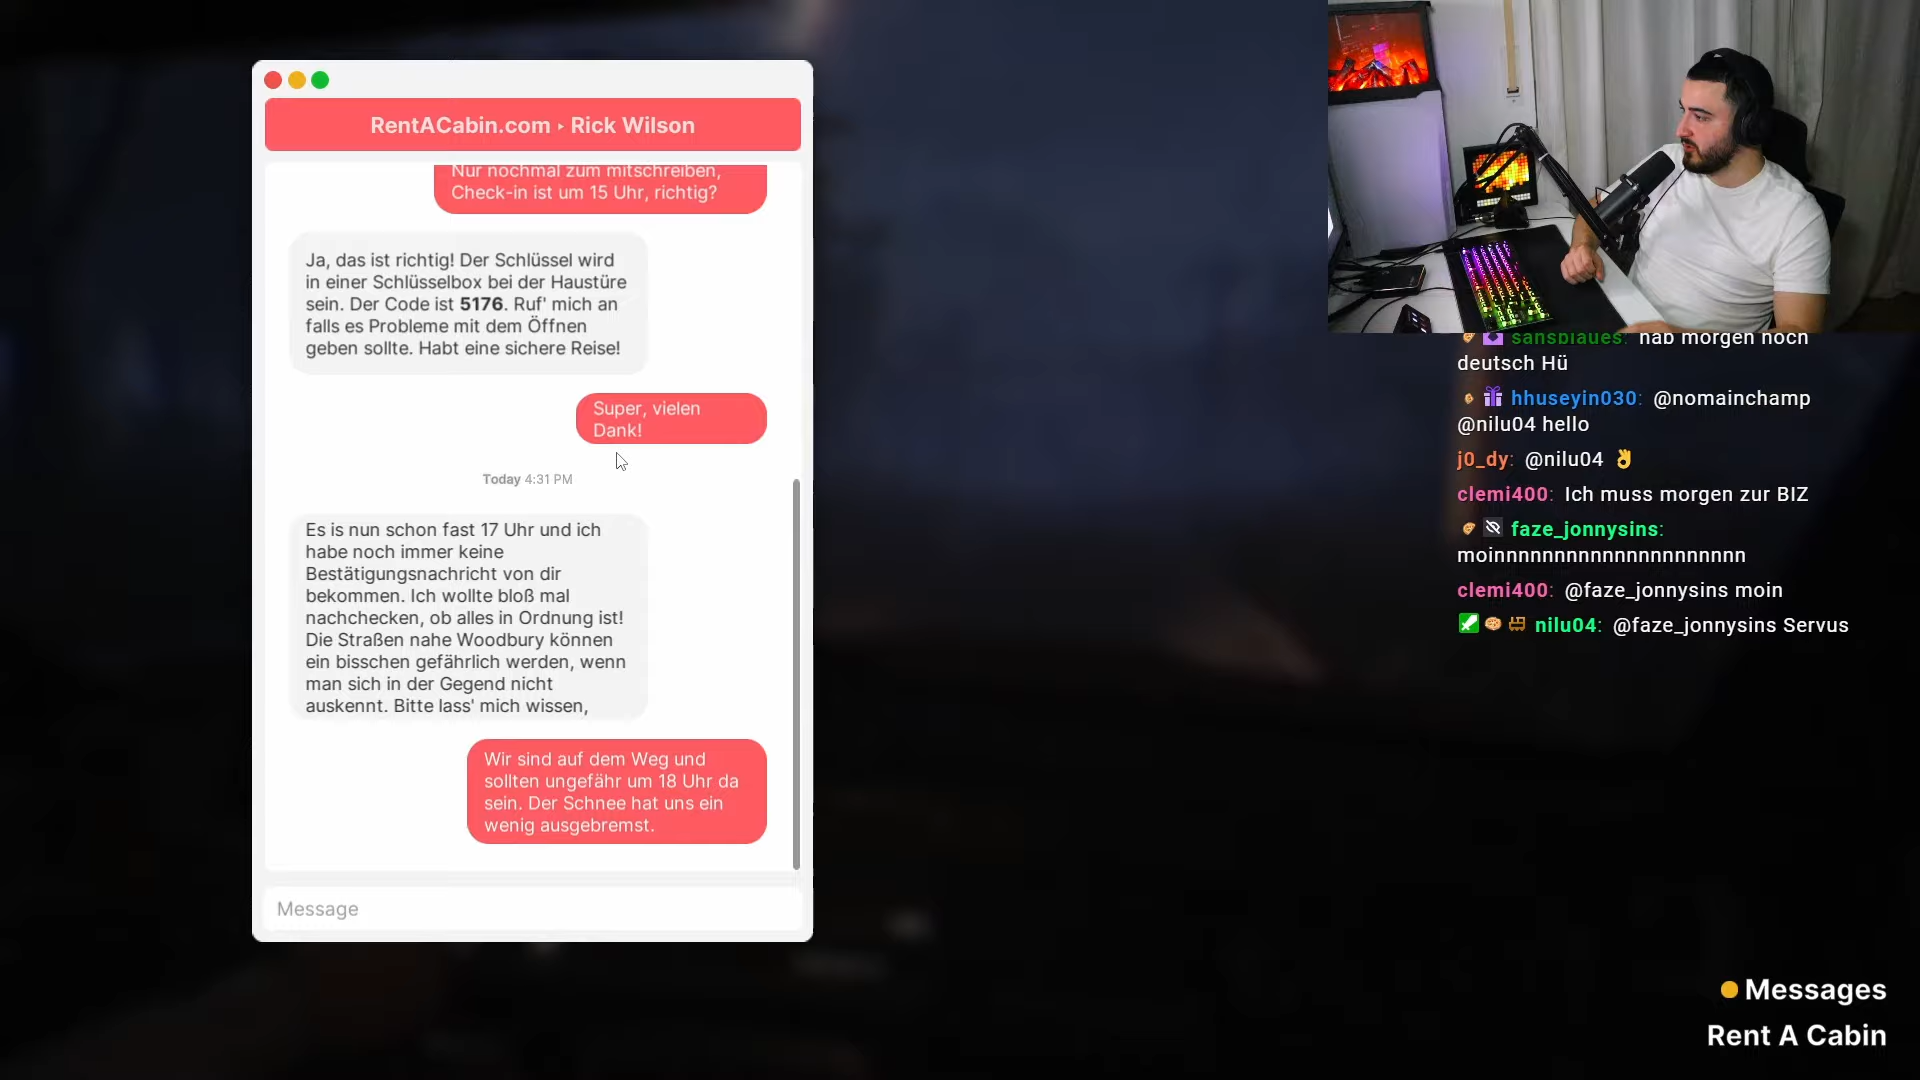 RentACabin.com ‣ Rick Wilson
Nur nochmal zum mitschreiben,
Check-in ist um 15 Uhr, richtig?
Ja, das ist richtig! Der Schlüssel wird
in einer Schlüsselbox bei der Haustüre
sein. Der Code ist 5176. Ruf' mich an
falls es Probleme mit dem Öffnen
geben sollte. Habt eine sichere Reise!
Super, vielen
Dank!
Today 4:31 PM
Es is nun schon fast 17 Uhr und ich
habe noch immer keine
Bestätigungsnachricht von dir
bekommen. Ich wollte bloß mal
nachchecken, ob alles in Ordnung ist!
Die Straßen nahe Woodbury können
ein bisschen gefährlich werden, wenn
man sich in der Gegend nicht
auskennt. Bitte lass' mich wissen,
Wir sind auf dem Weg und
sollten ungefähr um 18 Uhr da
sein. Der Schnee hat uns ein
wenig ausgebremst.
Message
sansblaues: hab morgen noch
deutsch Hü
hhuseyin030: @nomainchamp
@nilu04 hello
j0_dy: @nilu04 👌
clemi400: Ich muss morgen zur BIZ
faze_jonnysins:
moinnnnnnnnnnnnnnnnnnnn
clemi400: @faze_jonnysins moin
nilu04: @faze_jonnysins Servus
Messages
Rent A Cabin